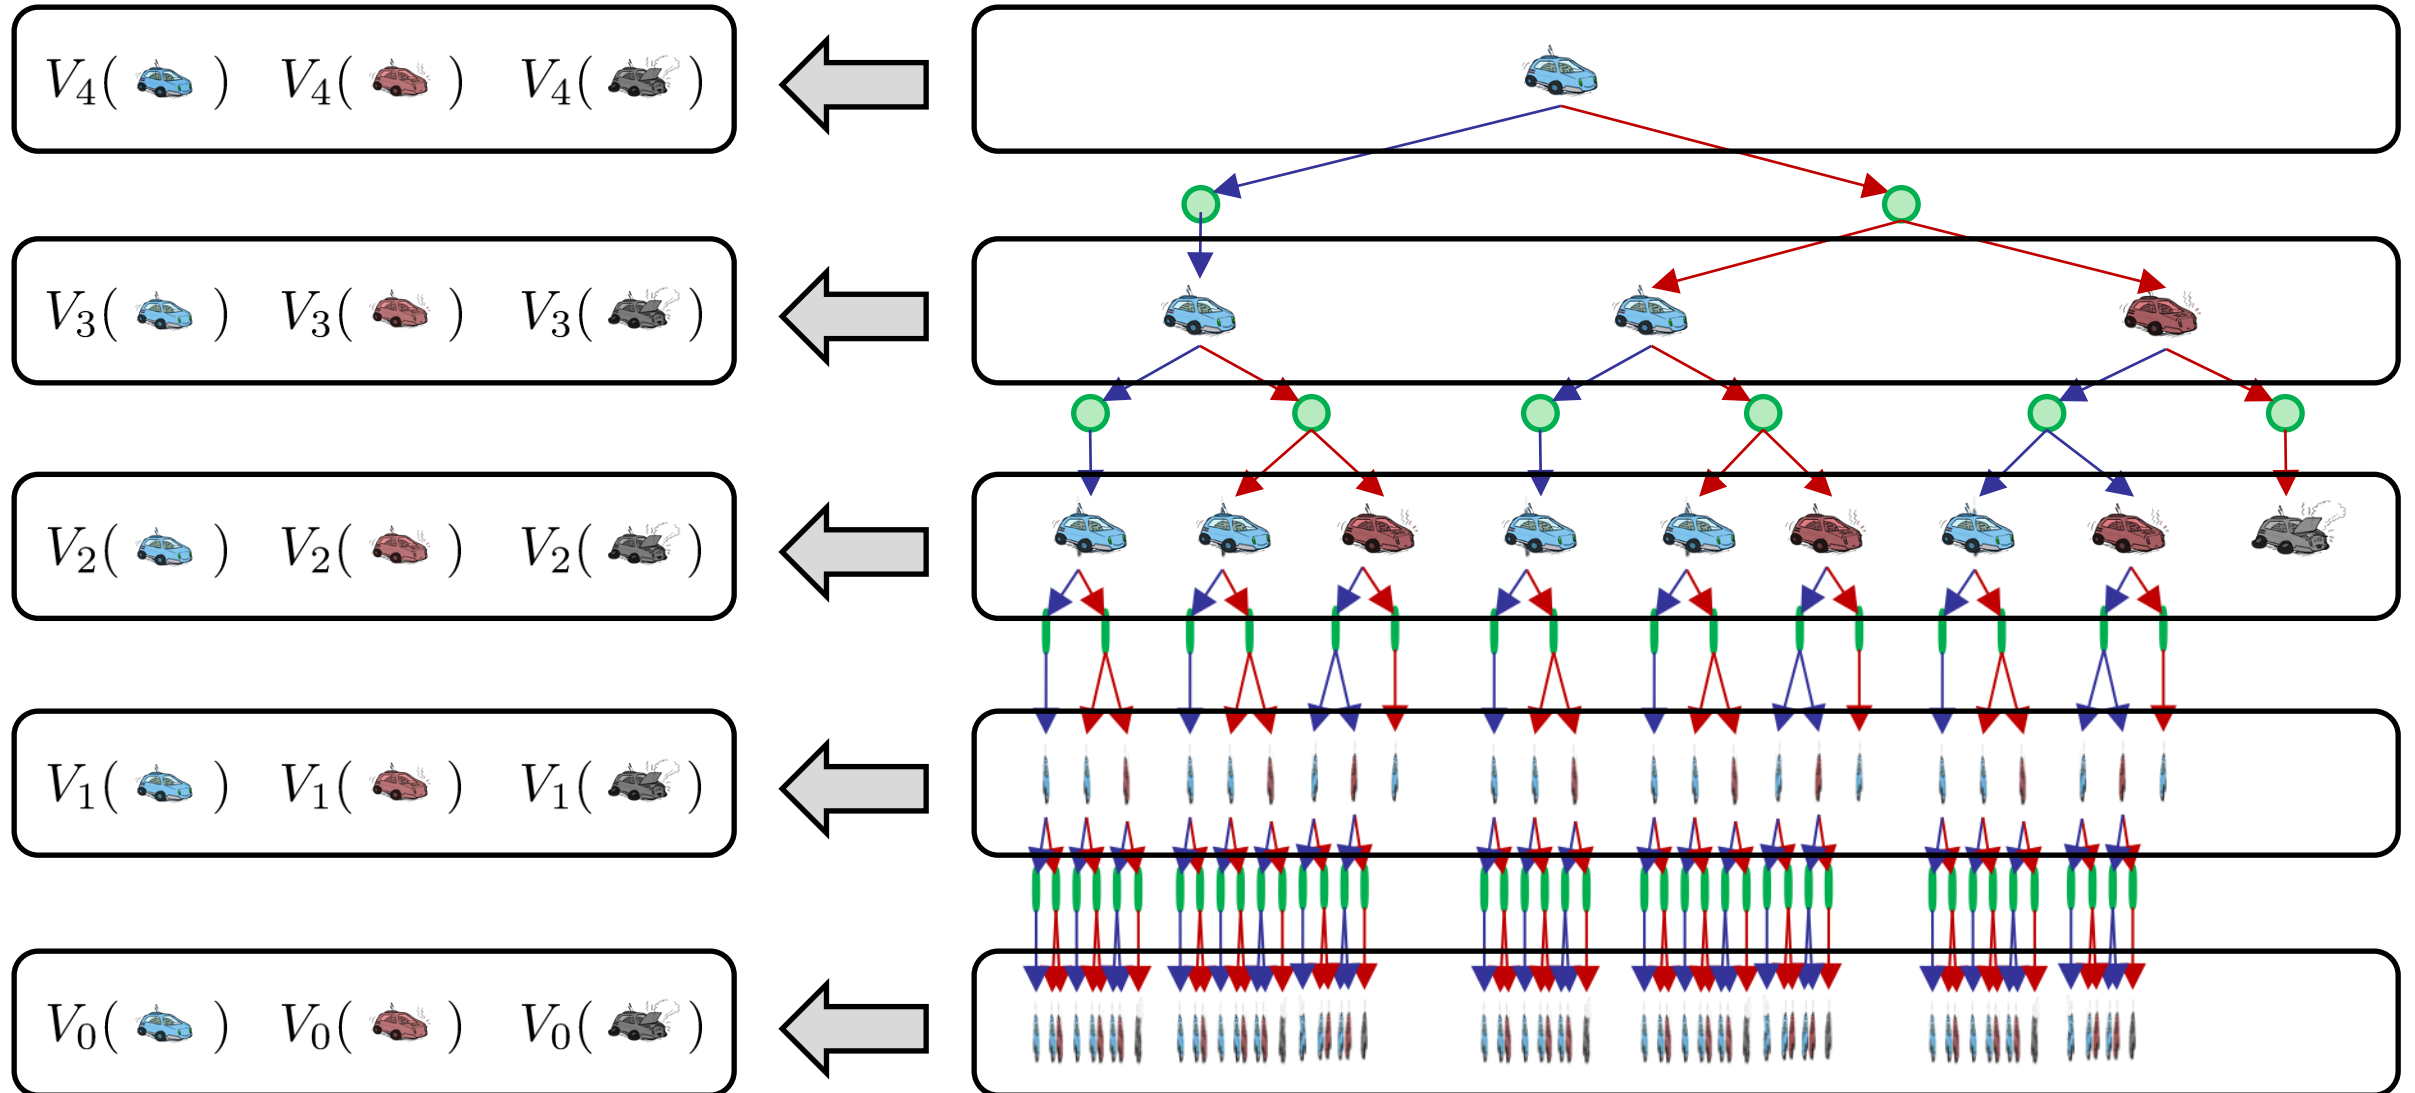 V4( ) V4( ) V4( )
V3( ) V3( ) V3( )
V2( ) V2( ) V2( )
V1( ) V1( ) V1( )
V0( ) V0( ) V0( )